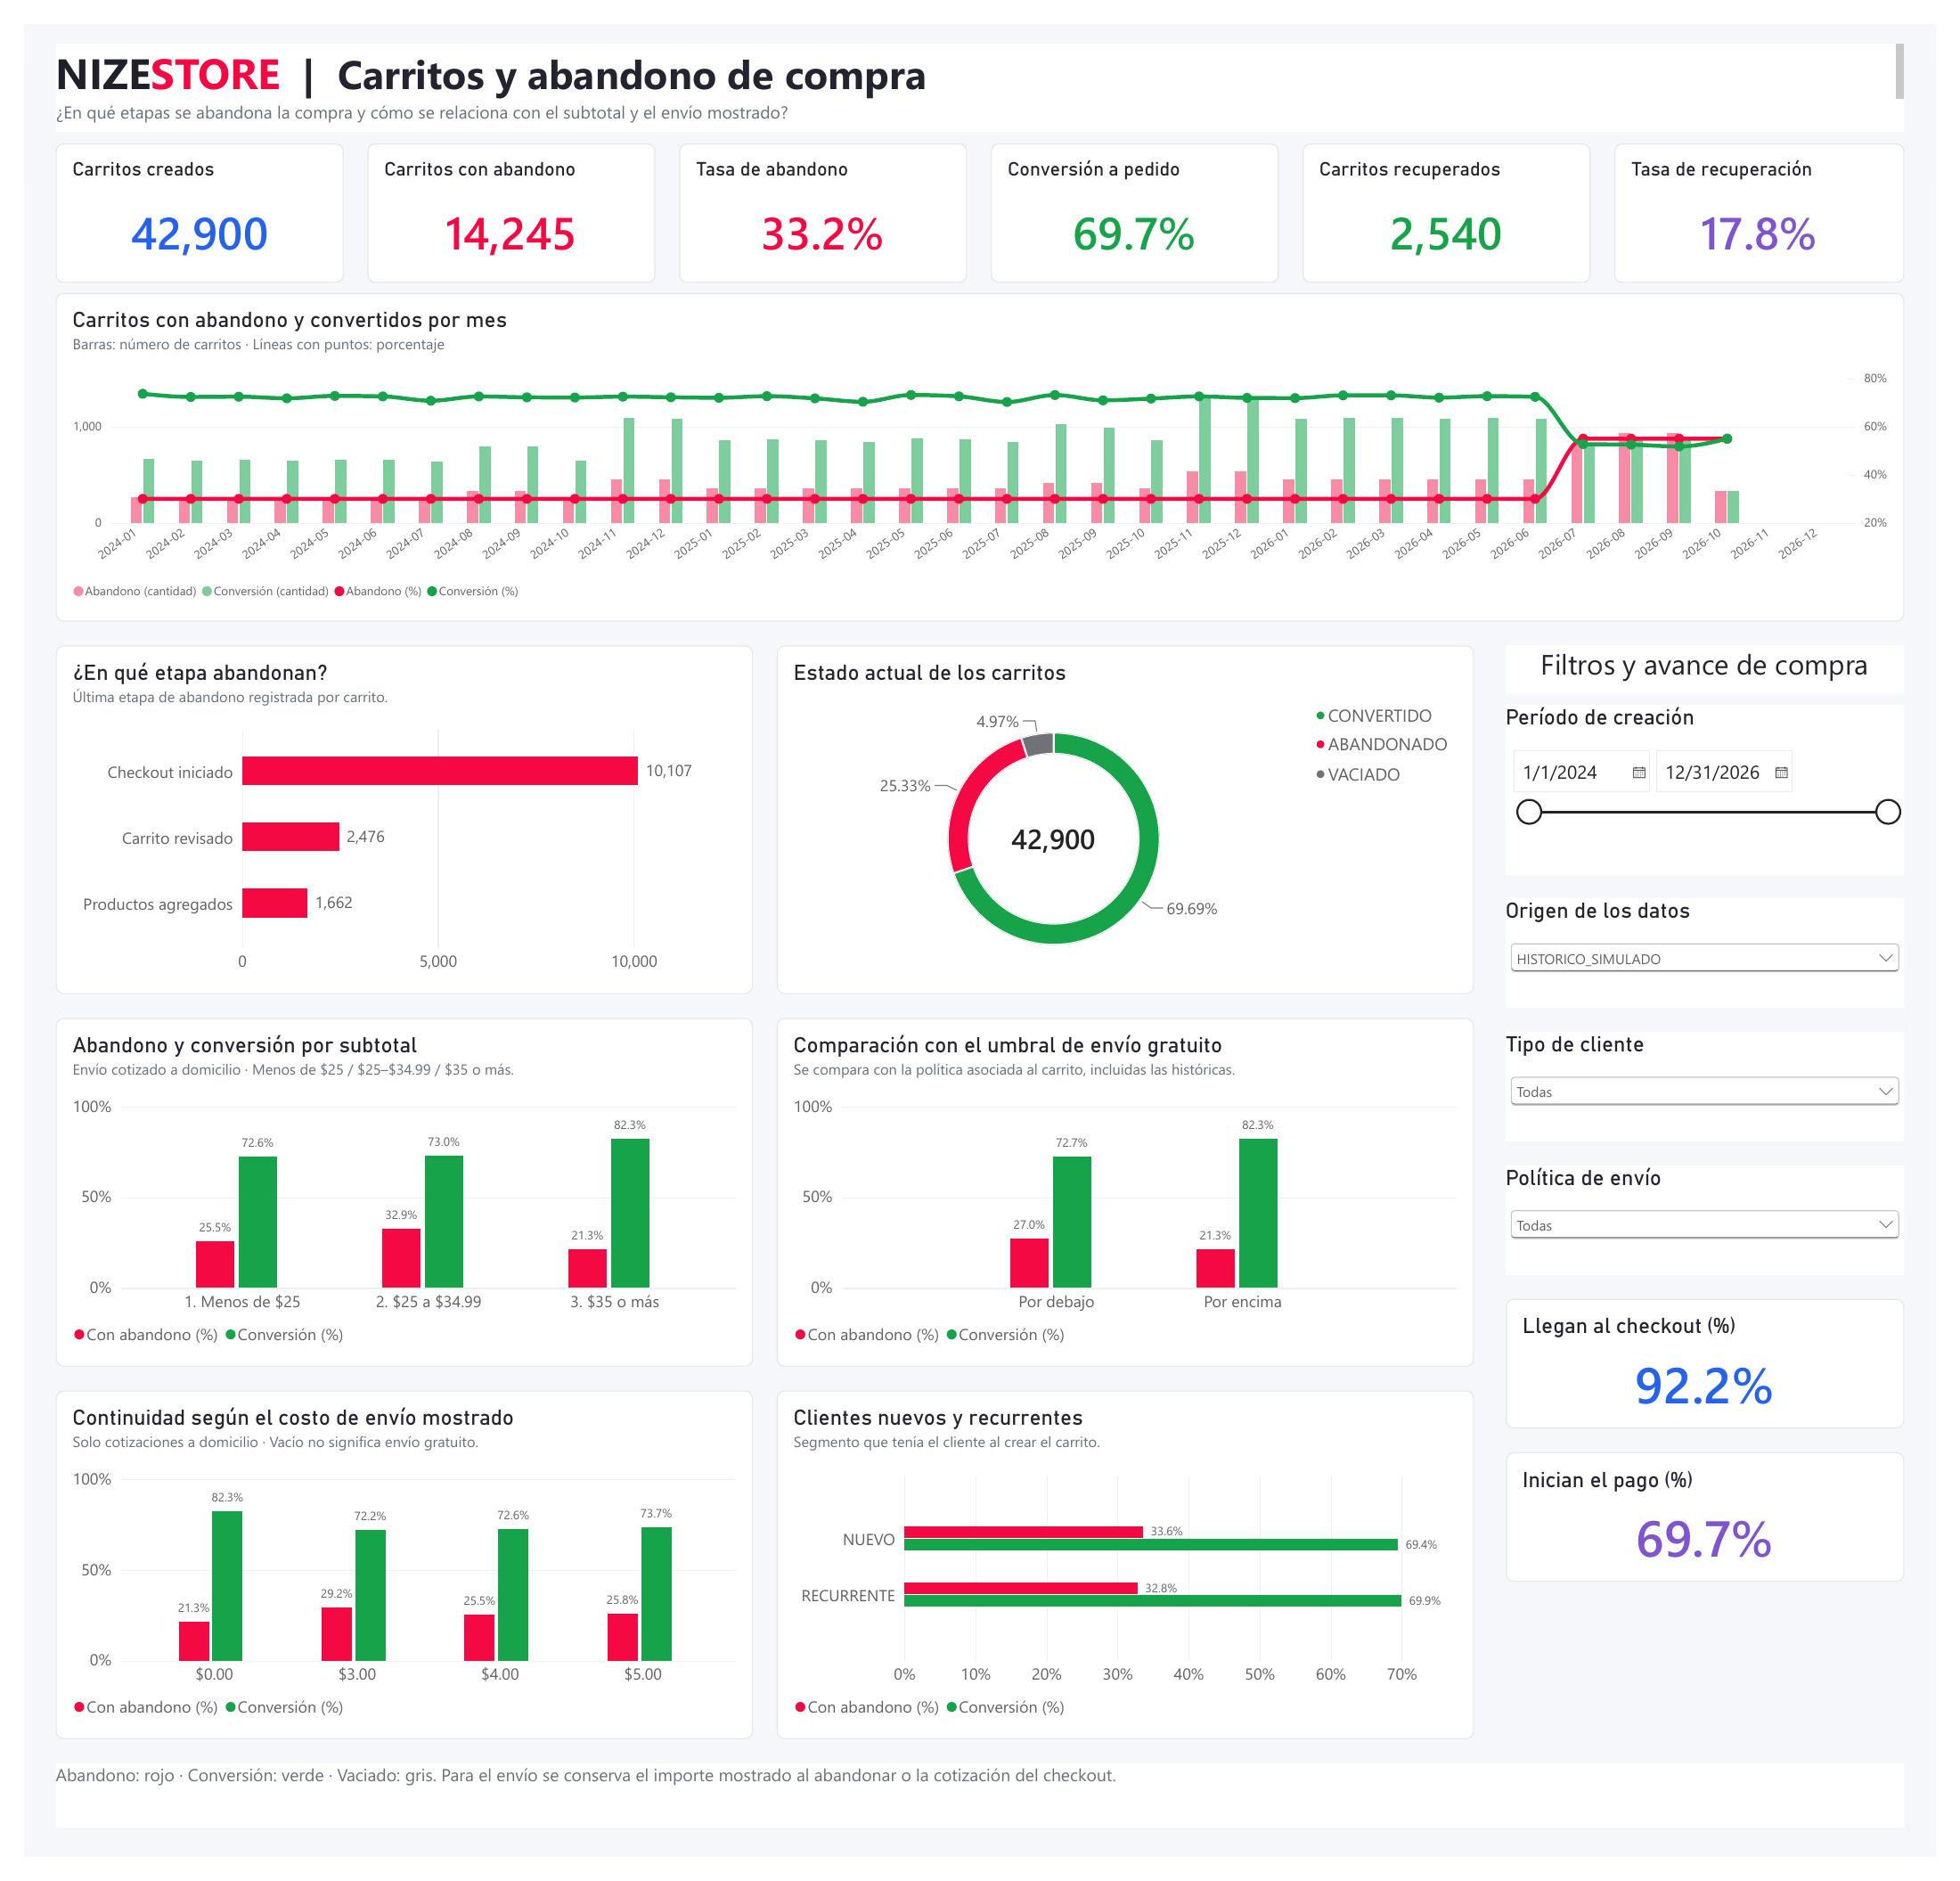 NIZESTORE | Carritos y abandono de compra
¿En qué etapas se abandona la compra y cómo se relaciona con el subtotal y el envío mostrado?
Carritos creados
42,900
Carritos con abandono
14,245
Tasa de abandono
33.2%
Conversión a pedido
69.7%
Carritos recuperados
2,540
Tasa de recuperación
17.8%
Carritos con abandono y convertidos por mes
Barras: número de carritos · Líneas con puntos: porcentaje
80%
1,000
60%
40%
0
20%
2024-01
2024-02
2024-03
2024-04
2024-05
2024-06
2024-07
2024-08
2024-09
2024-10
2024-11
2024-12
2025-01
2025-02
2025-03
2025-04
2025-05
2025-06
2025-07
2025-08
2025-09
2025-10
2025-11
2025-12
2026-01
2026-02
2026-03
2026-04
2026-05
2026-06
2026-07
2026-08
2026-09
2026-10
2026-11
2026-12
Abandono (cantidad) Conversión (cantidad) Abandono (%) Conversión (%)
¿En qué etapa abandonan?
Última etapa de abandono registrada por carrito.
Checkout iniciado 10,107
Carrito revisado 2,476
Productos agregados 1,662
0 5,000 10,000
Estado actual de los carritos
4.97%
25.33%
42,900
69.69%
CONVERTIDO
ABANDONADO
VACIADO
Filtros y avance de compra
Período de creación
1/1/2024 12/31/2026
Origen de los datos
HISTORICO_SIMULADO
Tipo de cliente
Todas
Política de envío
Todas
Llegan al checkout (%)
92.2%
Inician el pago (%)
69.7%
Abandono y conversión por subtotal
Envío cotizado a domicilio · Menos de $25 / $25–$34.99 / $35 o más.
100%
50%
0%
25.5% 72.6%
32.9% 73.0%
21.3% 82.3%
1. Menos de $25 2. $25 a $34.99 3. $35 o más
Con abandono (%) Conversión (%)
Comparación con el umbral de envío gratuito
Se compara con la política asociada al carrito, incluidas las históricas.
100%
50%
0%
27.0% 72.7%
21.3% 82.3%
Por debajo Por encima
Con abandono (%) Conversión (%)
Continuidad según el costo de envío mostrado
Solo cotizaciones a domicilio · Vacío no significa envío gratuito.
100%
50%
0%
21.3% 82.3%
29.2% 72.2%
25.5% 72.6%
25.8% 73.7%
$0.00 $3.00 $4.00 $5.00
Con abandono (%) Conversión (%)
Clientes nuevos y recurrentes
Segmento que tenía el cliente al crear el carrito.
NUEVO 33.6%
69.4%
RECURRENTE 32.8%
69.9%
0% 10% 20% 30% 40% 50% 60% 70%
Con abandono (%) Conversión (%)
Abandono: rojo · Conversión: verde · Vaciado: gris. Para el envío se conserva el importe mostrado al abandonar o la cotización del checkout.